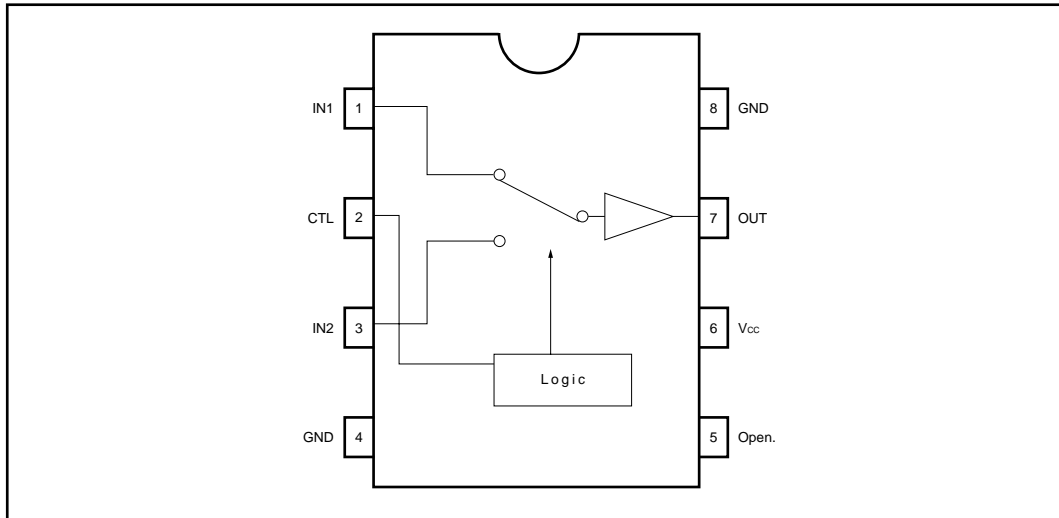 IN1 1
8 GND
CTL 2
7 OUT
IN2 3
6 Vcc
Logic
GND 4
5 Open.